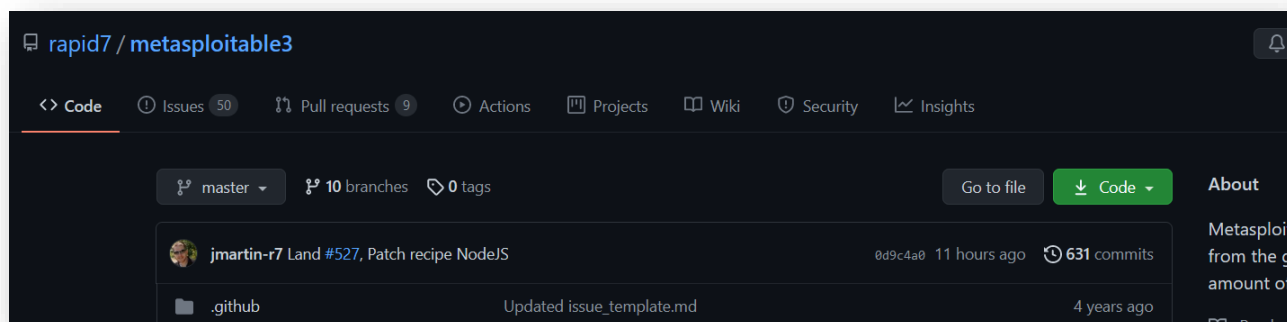 rapid7 / metasploitable3
Code Issues 50 Pull requests 9 Actions Projects Wiki Security Insights
master 10 branches 0 tags Go to file Code About
jmartin-r7 Land #527, Patch recipe NodeJS 0d9c4a0 11 hours ago 631 commits
.github Updated issue_template.md 4 years ago
Metasploi
from the g
amount of